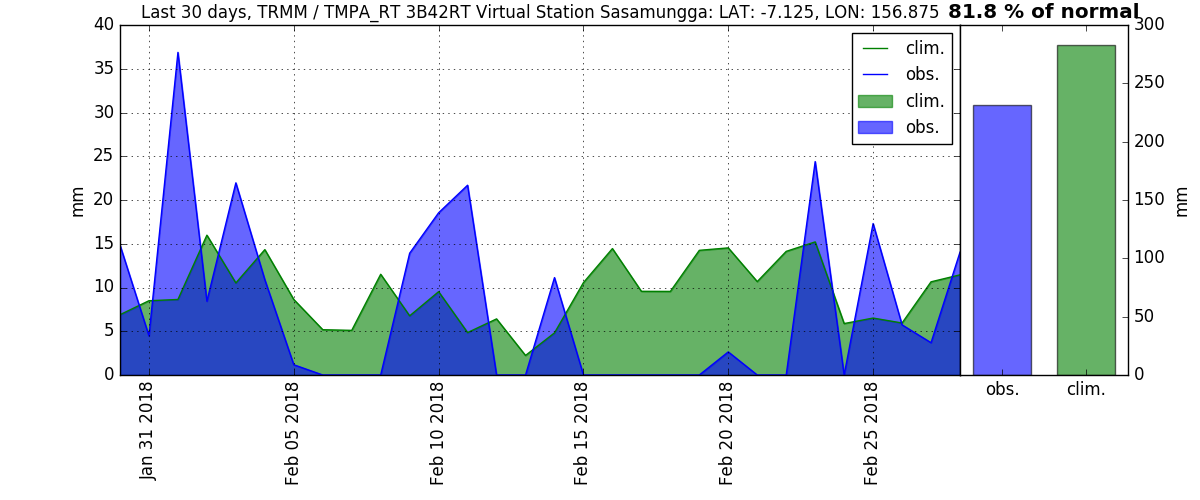 Last 30 days, TRMM / TMPA_RT 3B42RT Virtual Station Sasamungga: LAT: -7.125, LON: 156.875 81.8 % of normal
40
35
30
25
20
15
10
5
0
mm
clim.
obs.
clim.
obs.
300
250
200
150
100
50
0
mm
Jan 31 2018
Feb 05 2018
Feb 10 2018
Feb 15 2018
Feb 20 2018
Feb 25 2018
obs. clim.